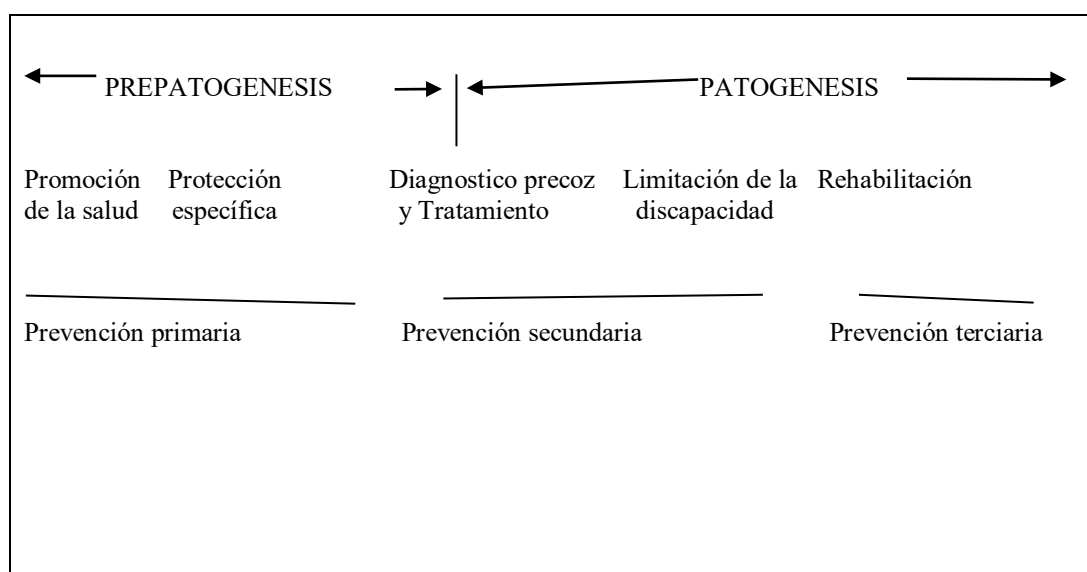 PREPATOGENESIS PATOGENESIS
Promoción Protección Diagnostico precoz Limitación de la Rehabilitación
de la salud específica y Tratamiento discapacidad
Prevención primaria Prevención secundaria Prevención terciaria